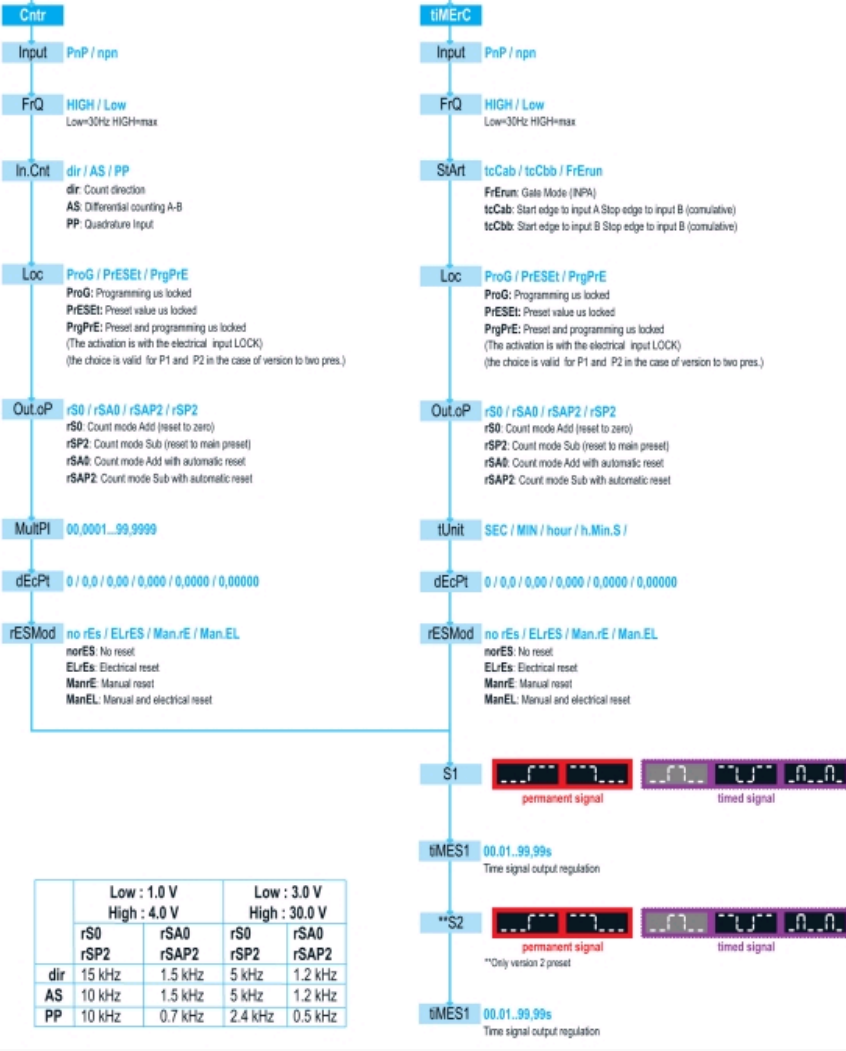 Cntr
Input PnP / npn
FrQ HIGH / Low
Low=30Hz HIGH=max
In.Cnt dir / AS / PP
dir: Count direction
AS: Differential counting A-B
PP: Quadrature Input
Loc ProG / PrESEt / PrgPrE
ProG: Programming us locked
PrESEt: Preset value us locked
PrgPrE: Preset and programming us locked
(The activation is with the electrical input LOCK)
(the choice is valid for P1 and P2 in the case of version to two pres.)
Out.oP rS0 / rSA0 / rSAP2 / rSP2
rS0: Count mode Add (reset to zero)
rSP2: Count mode Sub (reset to main preset)
rSA0: Count mode Add with automatic reset
rSAP2: Count mode Sub with automatic reset
MultPl 00,0001...99,9999
dEcPt 0 / 0,0 / 0,00 / 0,000 / 0,0000 / 0,00000
rESMod no rEs / ELrES / Man.rE / Man.EL
norES: No reset
ELrEs: Electrical reset
ManrE: Manual reset
ManEL: Manual and electrical reset
tiMErC
Input PnP / npn
FrQ HIGH / Low
Low=30Hz HIGH=max
StArt tcCab / tcCbb / FrErun
FrErun: Gate Mode (INPA)
tcCab: Start edge to input A Stop edge to input B (comulative)
tcCbb: Start edge to input B Stop edge to input B (comulative)
Loc ProG / PrESEt / PrgPrE
ProG: Programming us locked
PrESEt: Preset value us locked
PrgPrE: Preset and programming us locked
(The activation is with the electrical input LOCK)
(the choice is valid for P1 and P2 in the case of version to two pres.)
Out.oP rS0 / rSA0 / rSAP2 / rSP2
rS0: Count mode Add (reset to zero)
rSP2: Count mode Sub (reset to main preset)
rSA0: Count mode Add with automatic reset
rSAP2: Count mode Sub with automatic reset
tUnit SEC / MIN / hour / h.Min.S /
dEcPt 0 / 0,0 / 0,00 / 0,000 / 0,0000 / 0,00000
rESMod no rEs / ELrES / Man.rE / Man.EL
norES: No reset
ELrEs: Electrical reset
ManrE: Manual reset
ManEL: Manual and electrical reset
S1
permanent signal timed signal
tiMES1 00.01..99,99s
Time signal output regulation
**S2
permanent signal timed signal
**Only version 2 preset
tiMES1 00.01..99,99s
Time signal output regulation
Low : 1.0 V Low : 3.0 V
High : 4.0 V High : 30.0 V
rS0 rSA0 rS0 rSA0
rSP2 rSAP2 rSP2 rSAP2
dir 15 kHz 1.5 kHz 5 kHz 1.2 kHz
AS 10 kHz 1.5 kHz 5 kHz 1.2 kHz
PP 10 kHz 0.7 kHz 2.4 kHz 0.5 kHz